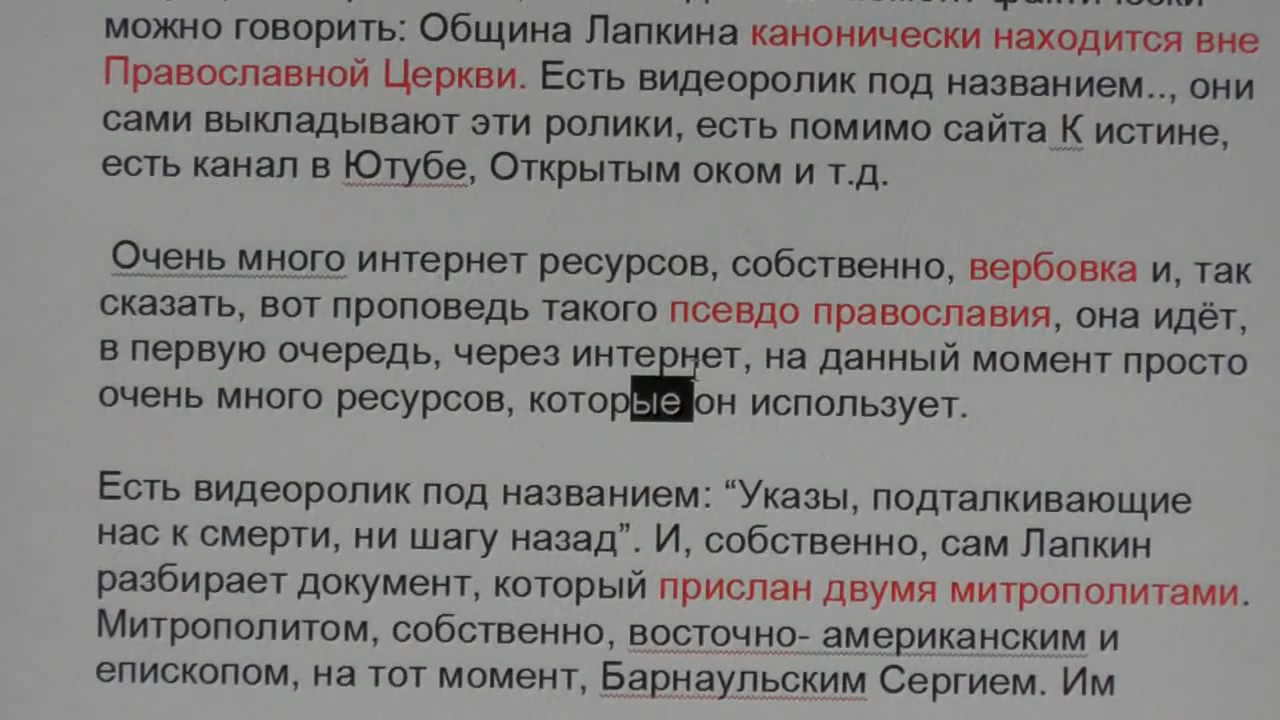 можно говорить: Община Лапкина канонически находится вне
Православной Церкви. Есть видеоролик под названием.., они
сами выкладывают эти ролики, есть помимо сайта К истине,
есть канал в Ютубе, Открытым оком и т.д.
Очень много интернет ресурсов, собственно, вербовка и, так
сказать, вот проповедь такого псевдо православия, она идёт,
в первую очередь, через интернет, на данный момент просто
очень много ресурсов, которые он использует.
Есть видеоролик под названием: “Указы, подталкивающие
нас к смерти, ни шагу назад”. И, собственно, сам Лапкин
разбирает документ, который прислан двумя митрополитами.
Митрополитом, собственно, восточно- американским и
епископом, на тот момент, Барнаульским Сергием. Им